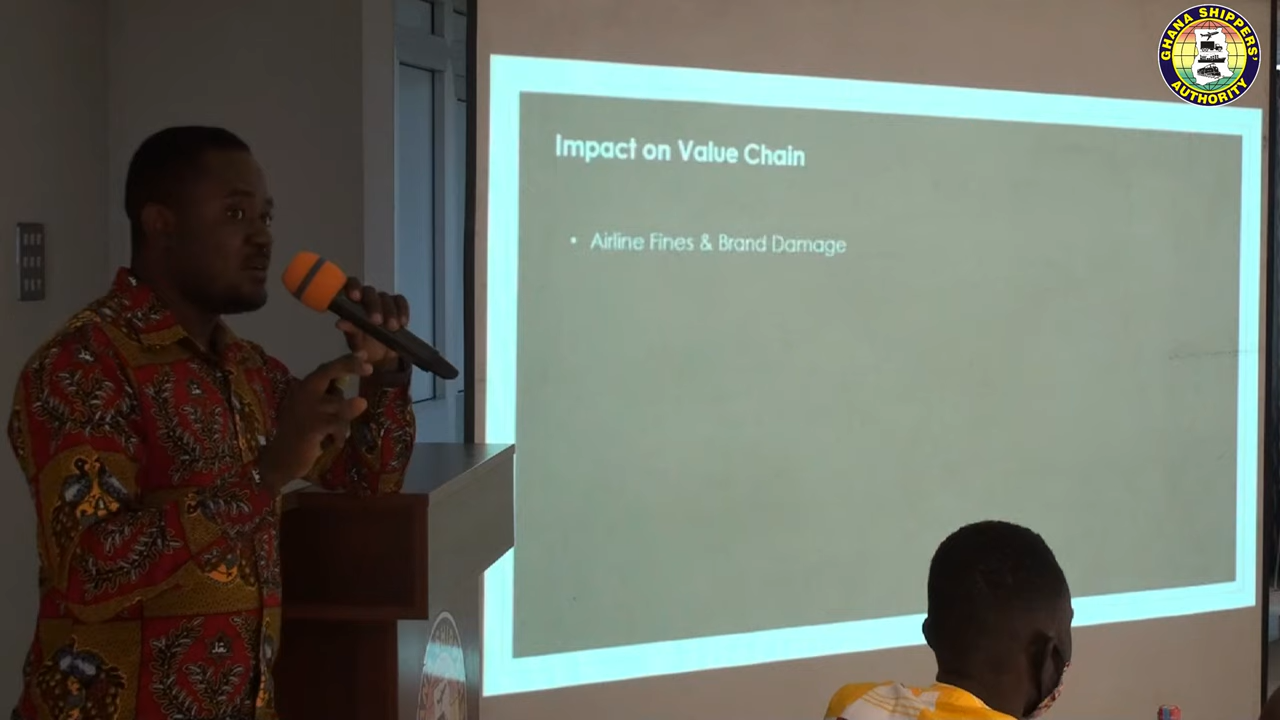 GHANA SHIPPERS'
AUTHORITY
Impact on Value Chain
• Airline Fines & Brand Damage